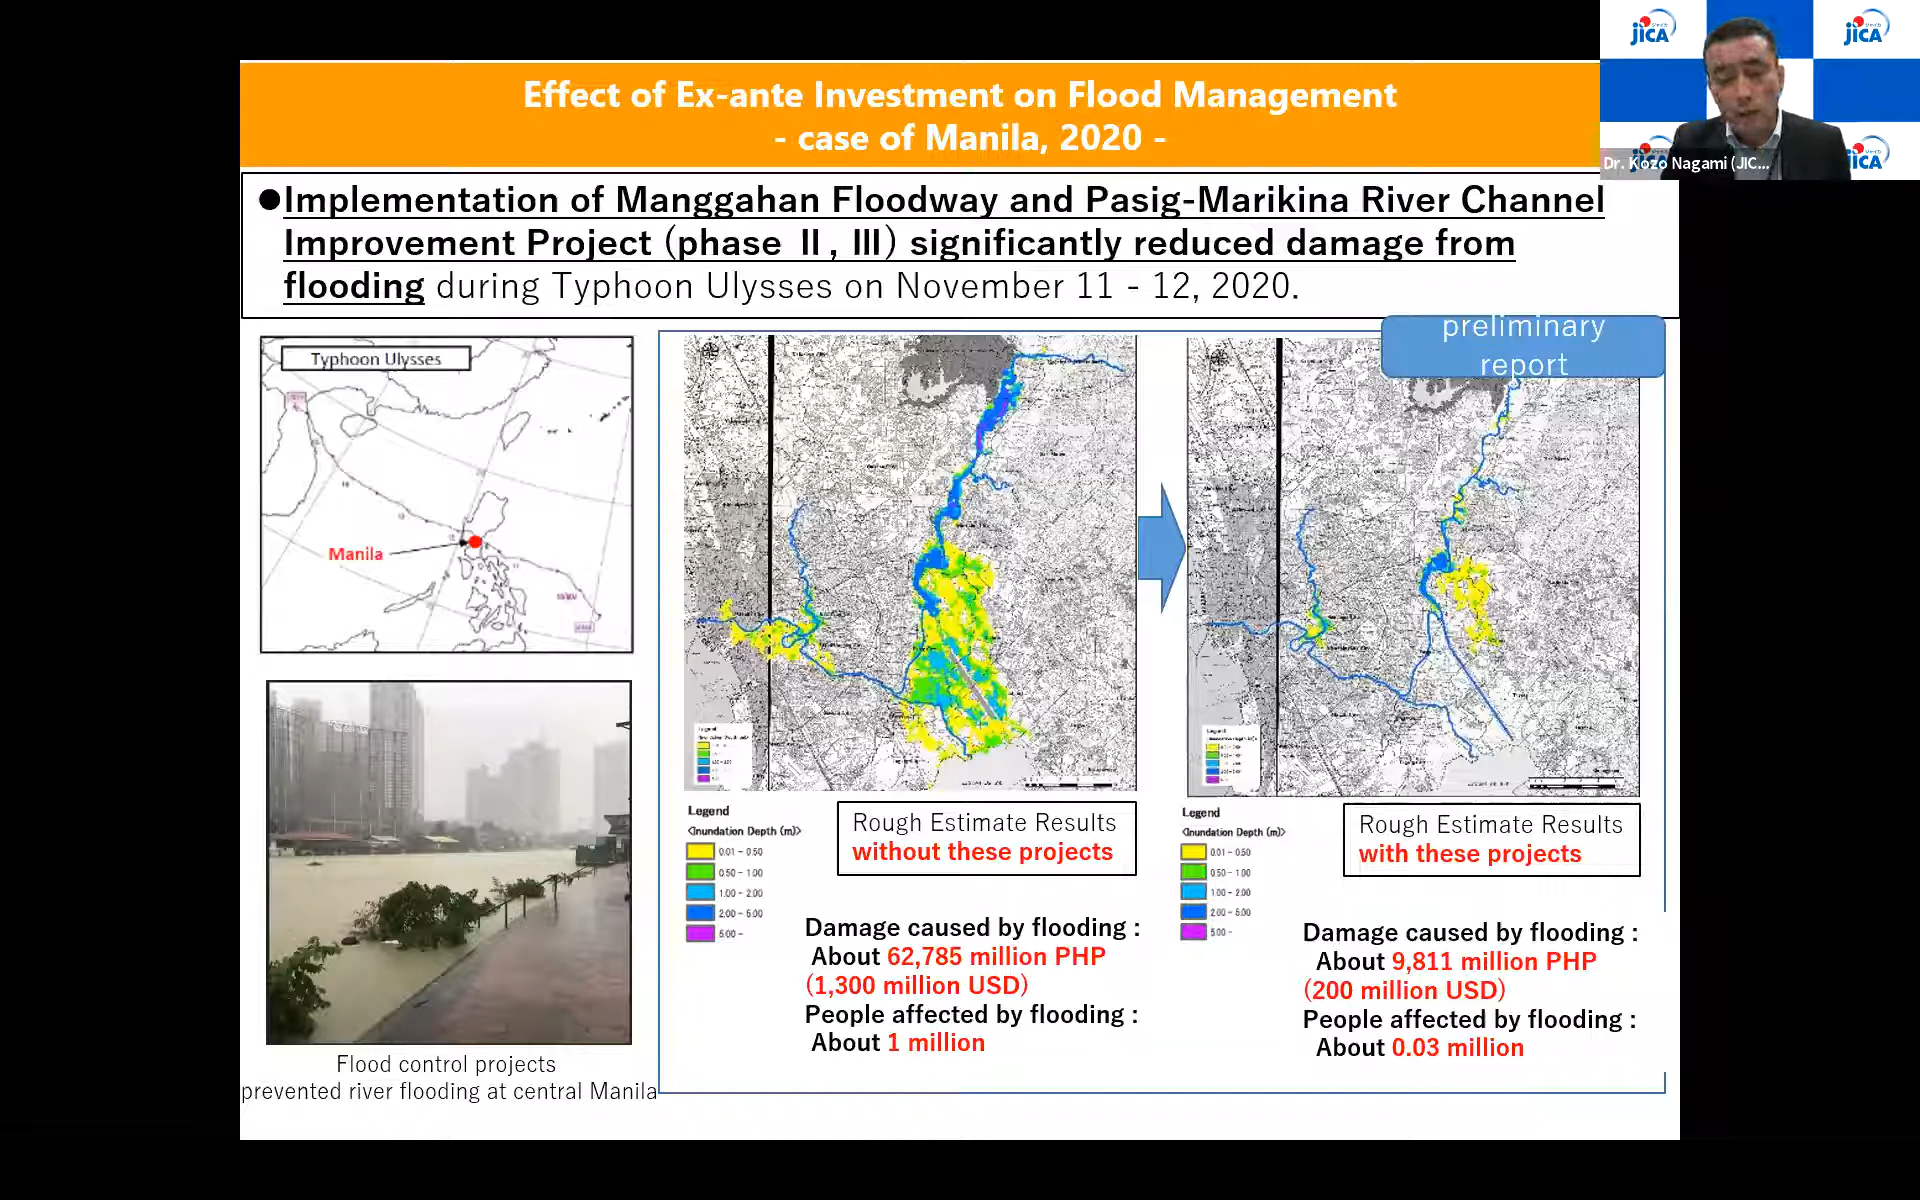 Effect of Ex-ante Investment on Flood Management
- case of Manila, 2020 -
JICA
JICA
Dr. Kozo Nagami (JIC...
JICA
●Implementation of Manggahan Floodway and Pasig-Marikina River Channel
Improvement Project (phase Ⅱ, Ⅲ) significantly reduced damage from
flooding during Typhoon Ulysses on November 11 - 12, 2020.
preliminary
report
Typhoon Ulysses
Manila
Flood control projects
prevented river flooding at central Manila
Legend
<Inundation Depth (m)>
0.01 - 0.50
0.50 - 1.00
1.00 - 2.00
2.00 - 5.00
5.00 -
Rough Estimate Results
without these projects
Damage caused by flooding :
About 62,785 million PHP
(1,300 million USD)
People affected by flooding :
About 1 million
Legend
<Inundation Depth (m)>
0.01 - 0.50
0.50 - 1.00
1.00 - 2.00
2.00 - 5.00
5.00 -
Rough Estimate Results
with these projects
Damage caused by flooding :
About 9,811 million PHP
(200 million USD)
People affected by flooding :
About 0.03 million